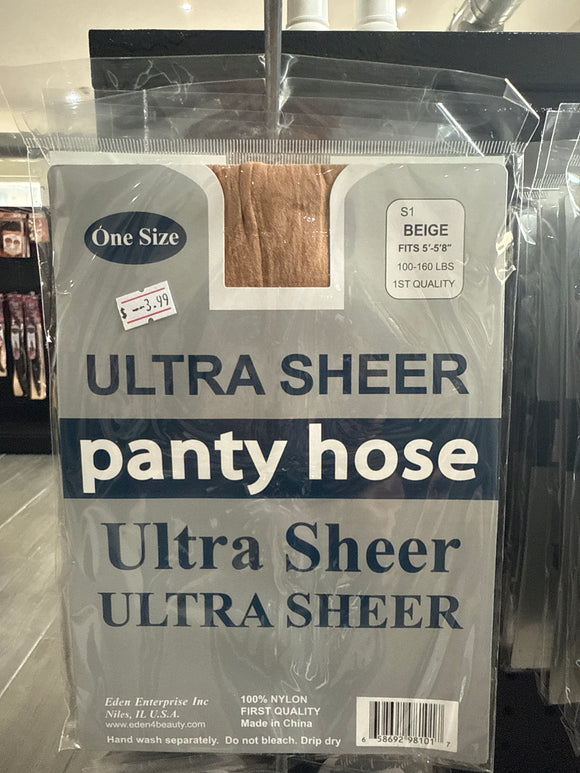 One Size
S1
BEIGE
FITS 5'-5'8"
100-160 LBS
1ST QUALITY
$ --3.99
ULTRA SHEER
panty hose
Ultra Sheer
ULTRA SHEER
Eden Enterprise Inc
Niles, IL U.S.A.
www.eden4beauty.com
100% NYLON
FIRST QUALITY
Made in China
Hand wash separately. Do not bleach. Drip dry
6 58692 98101 7